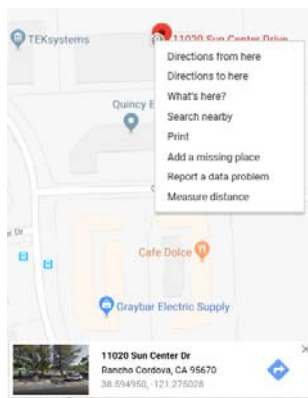 TEKsystems
11020 Sun Center Drive
Directions from here
Directions to here
What's here?
Search nearby
Print
Add a missing place
Report a data problem
Measure distance
Quincy E
Dr
Cafe Dolce
Graybar Electric Supply
11020 Sun Center Dr
Rancho Cordova, CA 95670
38.594950, -121.275028